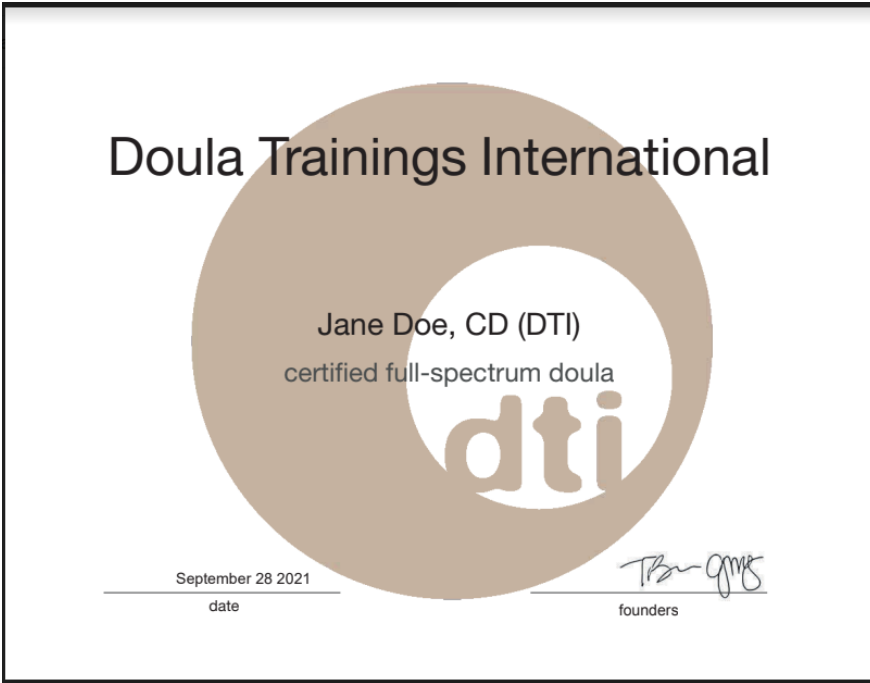 Doula Trainings International
Jane Doe, CD (DTI)
certified full-spectrum doula
dti
September 28 2021
date
founders